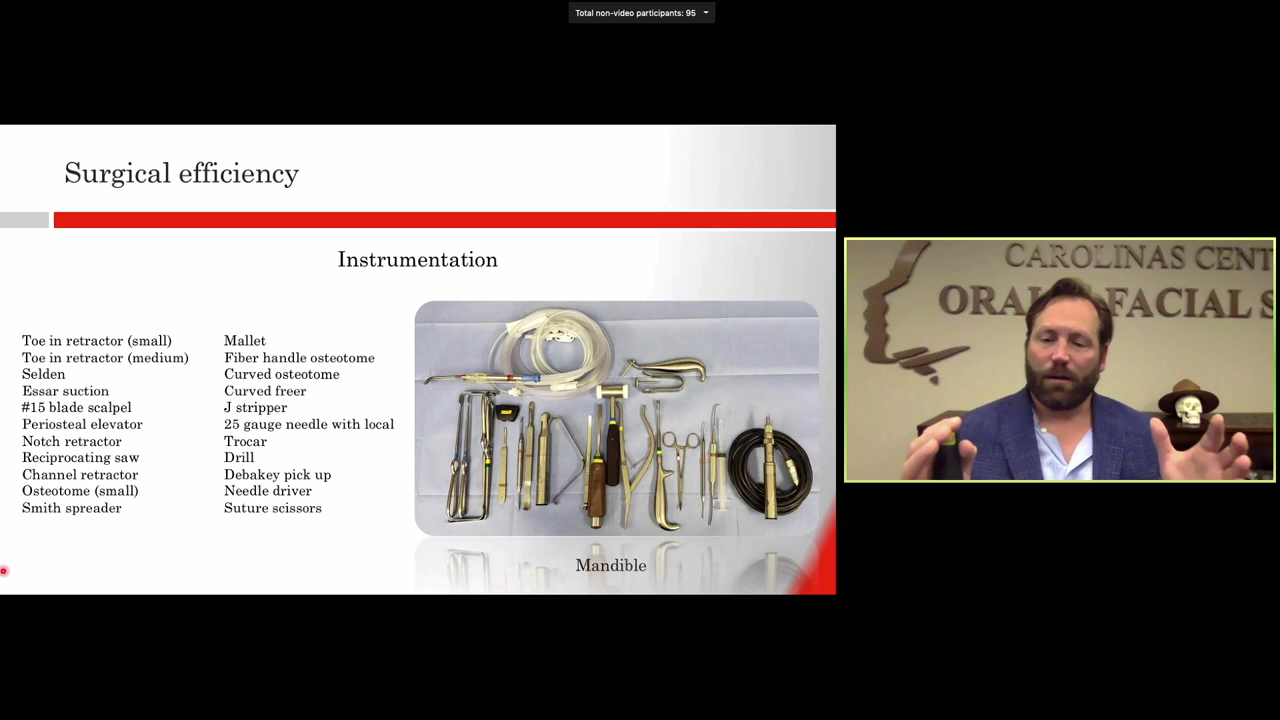 Total non-video participants: 95
Surgical efficiency
Instrumentation
Toe in retractor (small)
Toe in retractor (medium)
Selden
Essar suction
#15 blade scalpel
Periosteal elevator
Notch retractor
Reciprocating saw
Channel retractor
Osteotome (small)
Smith spreader
Mallet
Fiber handle osteotome
Curved osteotome
Curved freer
J stripper
25 gauge needle with local
Trocar
Drill
Debakey pick up
Needle driver
Suture scissors
Mandible
CAROLINAS CENT
ORAL FACIAL S